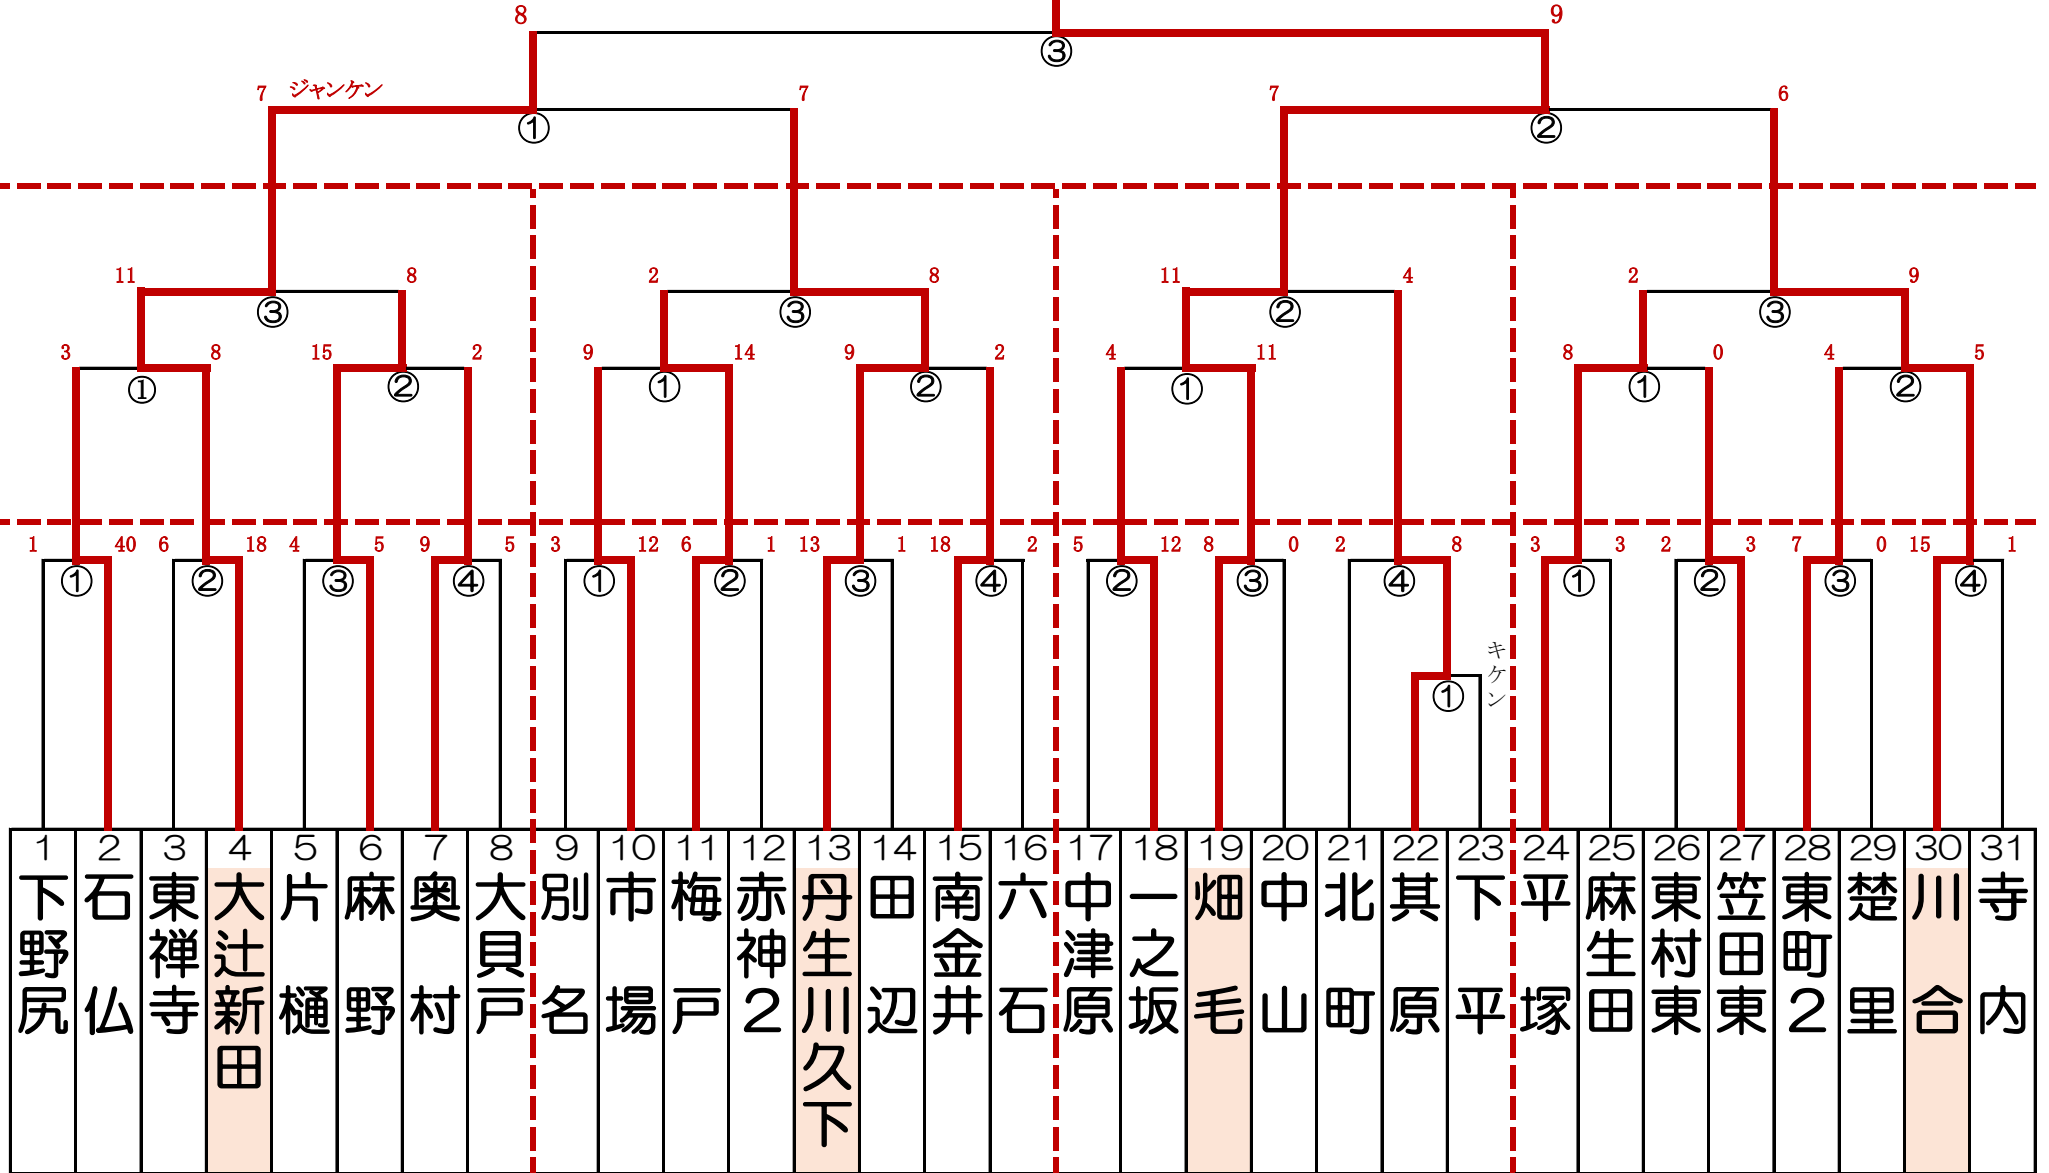 8 9
③
7 ジャンケン 7 7 6
① ②
11 8 2 8 11 4 2 9
③ ③ ② ③
3 8 15 2 9 14 9 2 4 11 8 0 4 5
① ② ① ② ① ① ②
1 40 6 18 4 5 9 5 3 12 6 1 13 1 18 2 5 12 8 0 2 8 3 3 2 3 7 0 15 1
① ② ③ ④ ① ② ③ ④ ② ③ ④ ① ② ③ ④
キケン
①
1 下野尻
2 石仏
3 東禅寺
4 大辻新田
5 片樋
6 麻野
7 奥村
8 大貝戸
9 別名
10 市場
11 梅戸
12 赤神2
13 丹生川久下
14 田辺
15 南金井
16 六石
17 中津原
18 一之坂
19 畑毛
20 中山
21 北町
22 其原
23 下平
24 平塚
25 麻生田
26 東村東
27 笠田東
28 東町2
29 楚里
30 川合
31 寺内